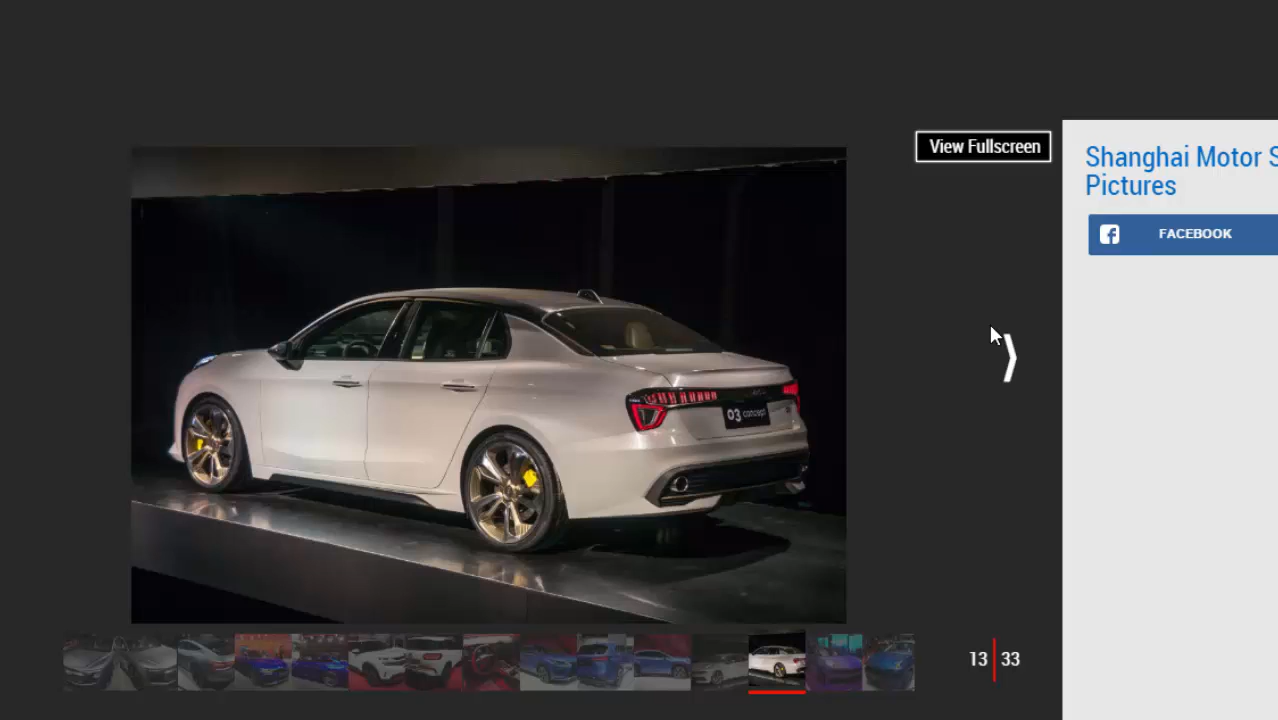 View Fullscreen
Shanghai Motor S
Pictures
FACEBOOK
03 concept
13 33